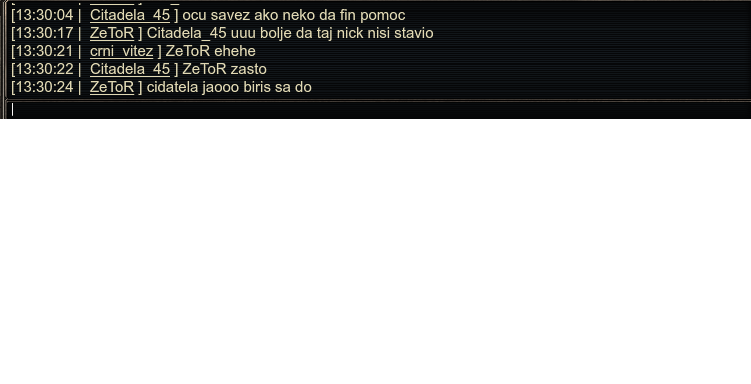 [13:30:04 | Citadela_45 ] ocu savez ako neko da fin pomoc
[13:30:17 | ZeToR ] Citadela_45 uuu bolje da taj nick nisi stavio
[13:30:21 | crni_vitez ] ZeToR ehehe
[13:30:22 | Citadela_45 ] ZeToR zasto
[13:30:24 | ZeToR ] cidatela jaooo biris sa do